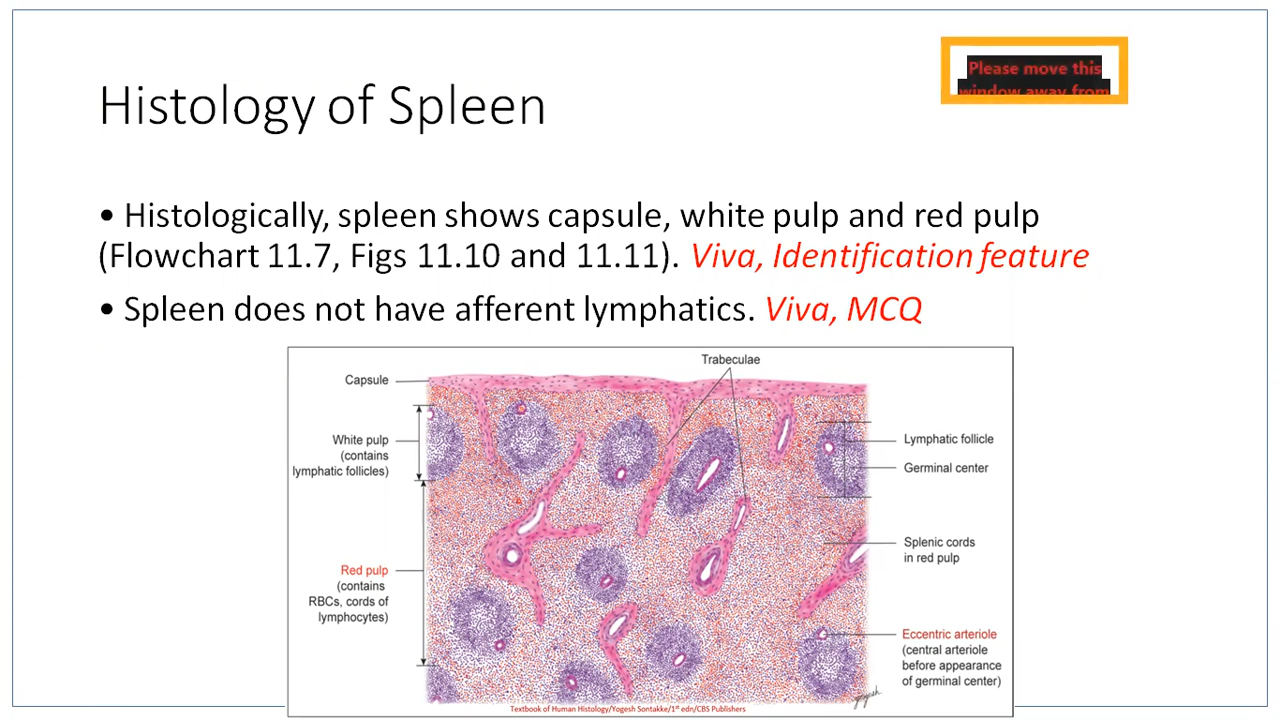 Please move this
window away from
Histology of Spleen
• Histologically, spleen shows capsule, white pulp and red pulp
(Flowchart 11.7, Figs 11.10 and 11.11). Viva, Identification feature
• Spleen does not have afferent lymphatics. Viva, MCQ
Trabeculae
Capsule
White pulp
(contains
lymphatic follicles)
Lymphatic follicle
Germinal center
Splenic cords
in red pulp
Red pulp
(contains
RBCs, cords of
lymphocytes)
Eccentric arteriole
(central arteriole
before appearance
of germinal center)
yogesh
Textbook of Human Histology/Yogesh Sontakke/1st edn/CBS Publishers